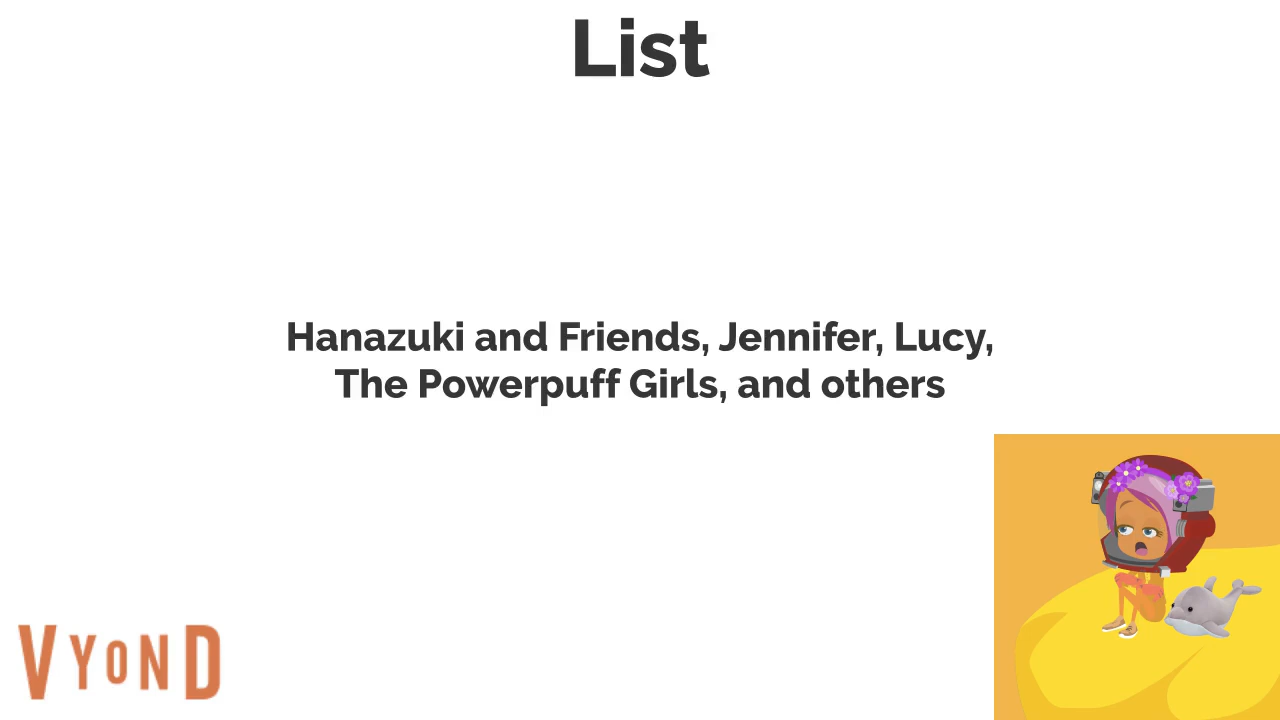 List
Hanazuki and Friends, Jennifer, Lucy,
The Powerpuff Girls, and others
VYOND